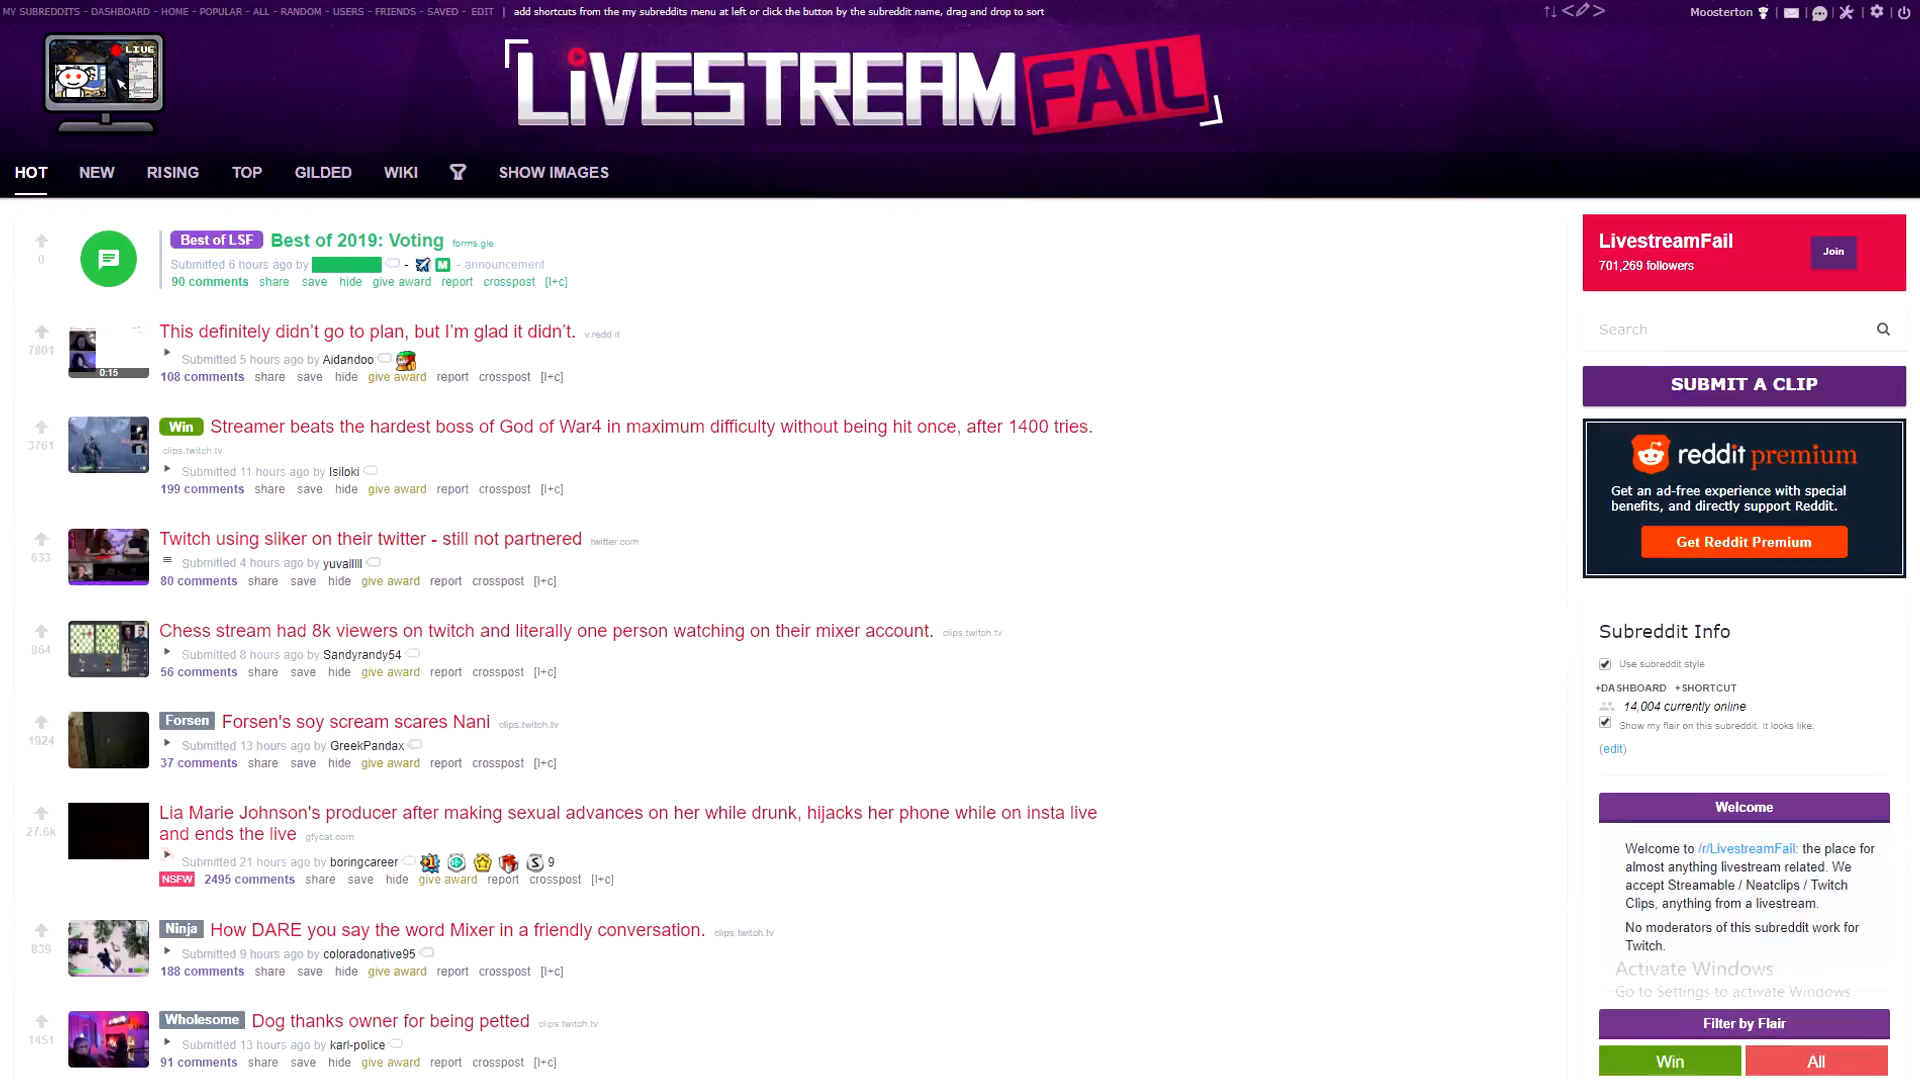 MY SUBREDDITS - DASHBOARD - HOME - POPULAR - ALL - RANDOM - USERS - FRIENDS - SAVED - EDIT | add shortcuts from the my subreddits menu at left or click the button by the subreddit name, drag and drop to sort
Moosterton
LIVE
LiVESTREAM FAIL
HOT NEW RISING TOP GILDED WIKI SHOW IMAGES
0
Best of LSF Best of 2019: Voting forms.gle
Submitted 6 hours ago by - M - announcement
90 comments share save hide give award report crosspost [l+c]
7801
0:15
This definitely didn’t go to plan, but I’m glad it didn’t. v.redd.it
Submitted 5 hours ago by Aidandoo
108 comments share save hide give award report crosspost [l+c]
3761
Win Streamer beats the hardest boss of God of War4 in maximum difficulty without being hit once, after 1400 tries.
clips.twitch.tv
Submitted 11 hours ago by Isiloki
199 comments share save hide give award report crosspost [l+c]
633
Twitch using sliker on their twitter - still not partnered twitter.com
Submitted 4 hours ago by yuvalllll
80 comments share save hide give award report crosspost [l+c]
864
Chess stream had 8k viewers on twitch and literally one person watching on their mixer account. clips.twitch.tv
Submitted 8 hours ago by Sandyrandy54
56 comments share save hide give award report crosspost [l+c]
1924
Forsen Forsen's soy scream scares Nani clips.twitch.tv
Submitted 13 hours ago by GreekPandax
37 comments share save hide give award report crosspost [l+c]
27.6k
Lia Marie Johnson's producer after making sexual advances on her while drunk, hijacks her phone while on insta live
and ends the live gfycat.com
Submitted 21 hours ago by boringcareer 9
NSFW 2495 comments share save hide give award report crosspost [l+c]
839
Ninja How DARE you say the word Mixer in a friendly conversation. clips.twitch.tv
Submitted 9 hours ago by coloradonative95
188 comments share save hide give award report crosspost [l+c]
1451
Wholesome Dog thanks owner for being petted clips.twitch.tv
Submitted 13 hours ago by karl-police
91 comments share save hide give award report crosspost [l+c]
LivestreamFail
701,269 followers
Join
Search
SUBMIT A CLIP
reddit premium
Get an ad-free experience with special
benefits, and directly support Reddit.
Get Reddit Premium
Subreddit Info
Use subreddit style
+DASHBOARD +SHORTCUT
14,004 currently online
Show my flair on this subreddit. It looks like:
(edit)
Welcome
Welcome to /r/LivestreamFail: the place for
almost anything livestream related. We
accept Streamable / Neatclips / Twitch
Clips, anything from a livestream.
No moderators of this subreddit work for
Twitch.
Activate Windows
Go to Settings to activate Windows.
Filter by Flair
Win All